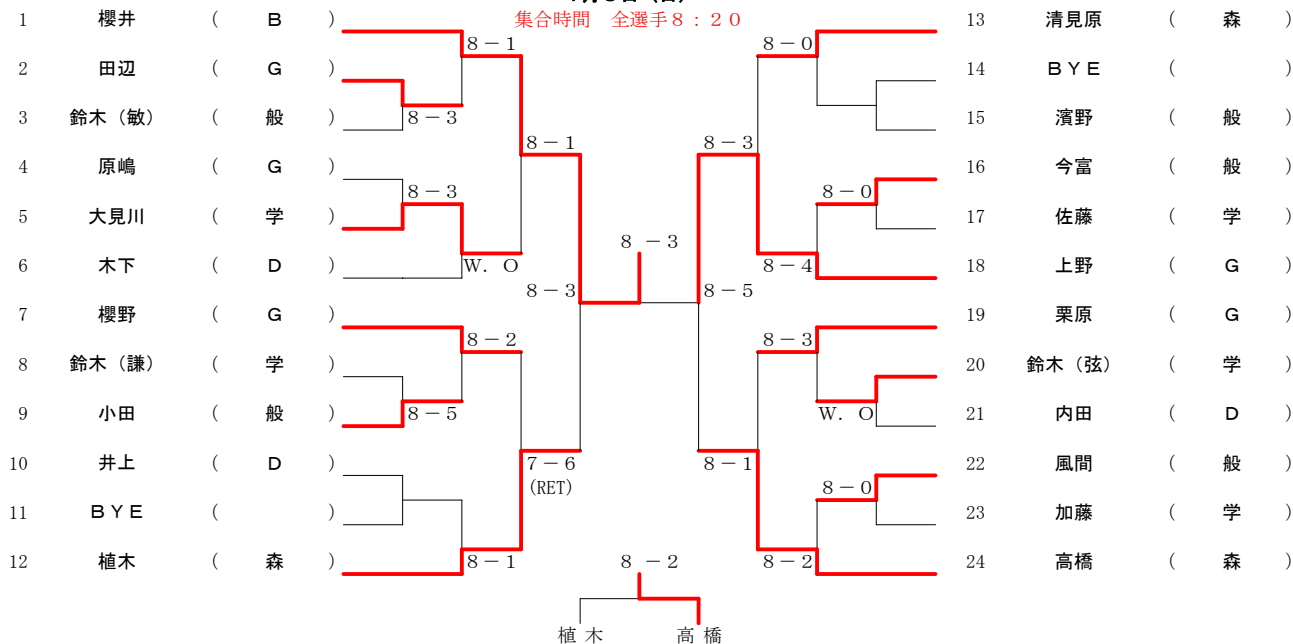 集合時間 全選手8:20
1 櫻井 ( B )
2 田辺 ( G )
3 鈴木(敏) ( 般 )
4 原嶋 ( G )
5 大見川 ( 学 )
6 木下 ( D )
7 櫻野 ( G )
8 鈴木(謙) ( 学 )
9 小田 ( 般 )
10 井上 ( D )
11 BYE ( )
12 植木 ( 森 )
8-1
8-3
8-3
W.O
8-2
8-5
8-1
8-1
7-6
(RET)
8-3
8-3
8-5
8-3
8-1
8-0
8-0
8-4
8-3
W.O
8-0
8-2
13 清見原 ( 森 )
14 BYE ( )
15 濱野 ( 般 )
16 今富 ( 般 )
17 佐藤 ( 学 )
18 上野 ( G )
19 栗原 ( G )
20 鈴木(弦) ( 学 )
21 内田 ( D )
22 風間 ( 般 )
23 加藤 ( 学 )
24 高橋 ( 森 )
8-2
植木 高橋